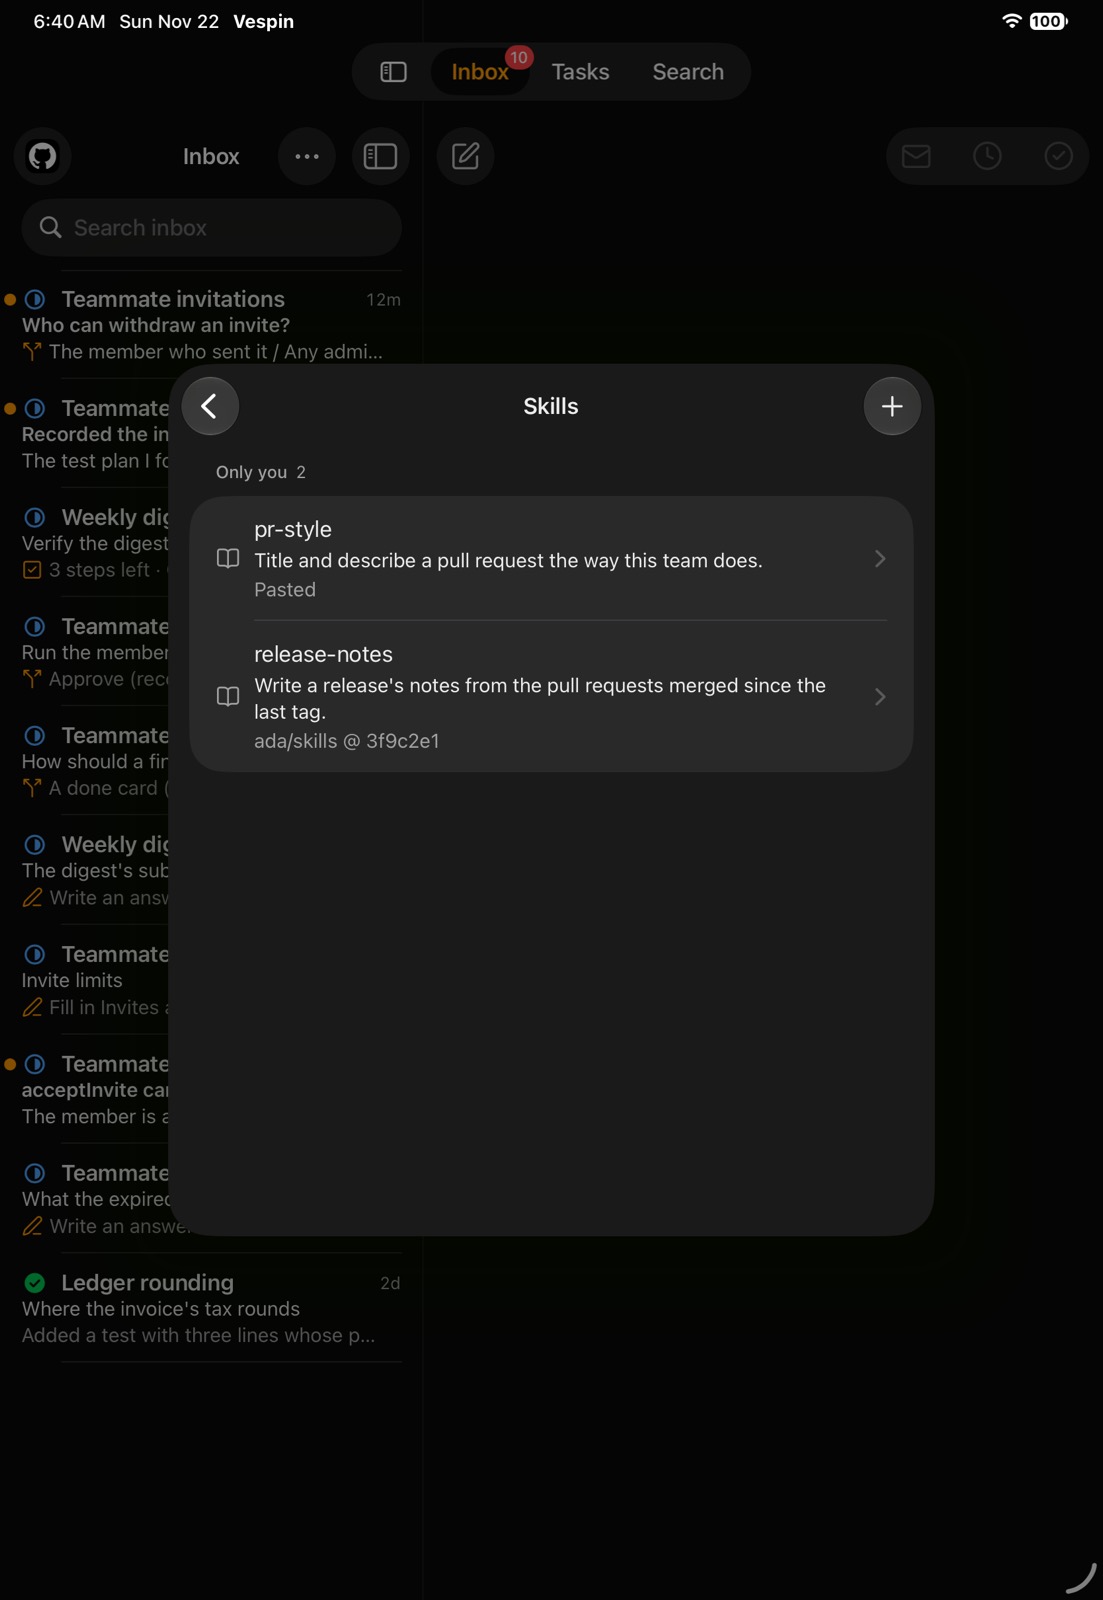 6:40 AM Sun Nov 22 Vespin
100
Inbox 10 Tasks Search
Inbox
Search inbox
Teammate invitations 12m
Who can withdraw an invite?
The member who sent it / Any admi...
Teammate
Recorded the in
The test plan I fo
Weekly dig
Verify the digest
3 steps left ·
Teammate
Run the member
Approve (rec
Teammate
How should a fin
A done card (
Weekly dig
The digest's sub
Write an answ
Teammate
Invite limits
Fill in Invites
Teammate
acceptInvite ca
The member is a
Teammate
What the expired
Write an answe
Ledger rounding 2d
Where the invoice's tax rounds
Added a test with three lines whose p...
Skills
Only you 2
pr-style
Title and describe a pull request the way this team does.
Pasted
release-notes
Write a release's notes from the pull requests merged since the
last tag.
ada/skills @ 3f9c2e1